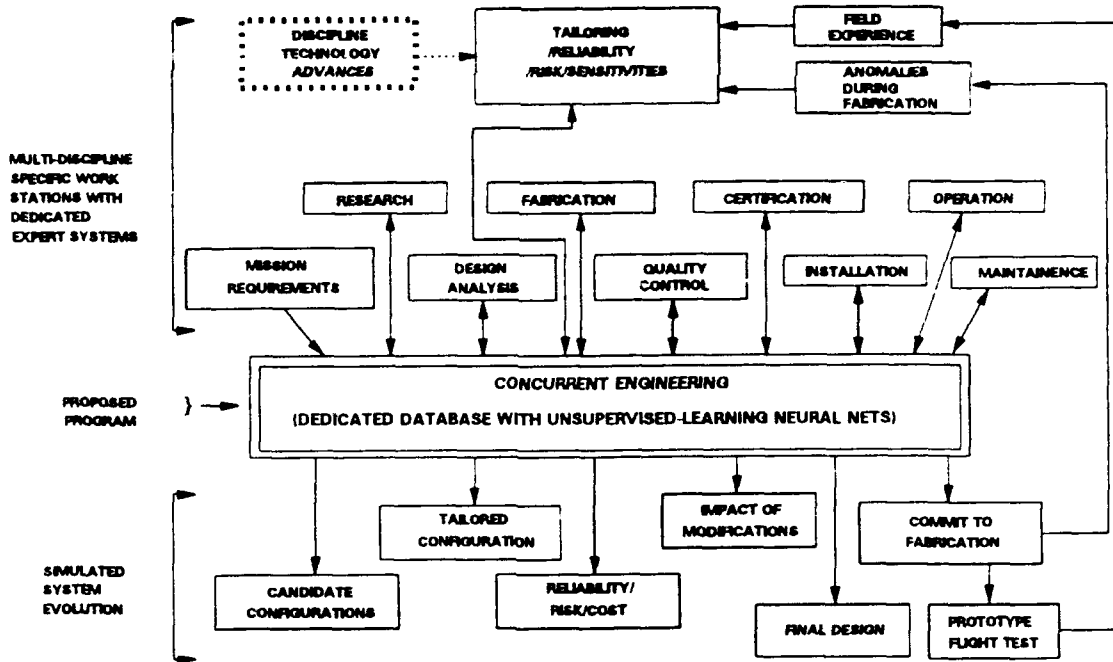 DISCIPLINE
TECHNOLOGY
ADVANCES
TAILORING
/RELIABILITY
/RISK/SENSITIVITIES
FIELD
EXPERIENCE
ANOMALIES
DURING
FABRICATION
MULTI-DISCIPLINE
SPECIFIC WORK
STATIONS WITH
DEDICATED
EXPERT SYSTEMS
RESEARCH
FABRICATION
CERTIFICATION
OPERATION
MISSION
REQUIREMENTS
DESIGN
ANALYSIS
QUALITY
CONTROL
INSTALLATION
MAINTAINENCE
PROPOSED
PROGRAM
}
CONCURRENT ENGINEERING
(DEDICATED DATABASE WITH UNSUPERVISED-LEARNING NEURAL NETS)
SIMULATED
SYSTEM
EVOLUTION
TAILORED
CONFIGURATION
IMPACT OF
MODIFICATIONS
COMMIT TO
FABRICATION
CANDIDATE
CONFIGURATIONS
RELIABILITY/
RISK/COST
FINAL DESIGN
PROTOTYPE
FLIGHT TEST